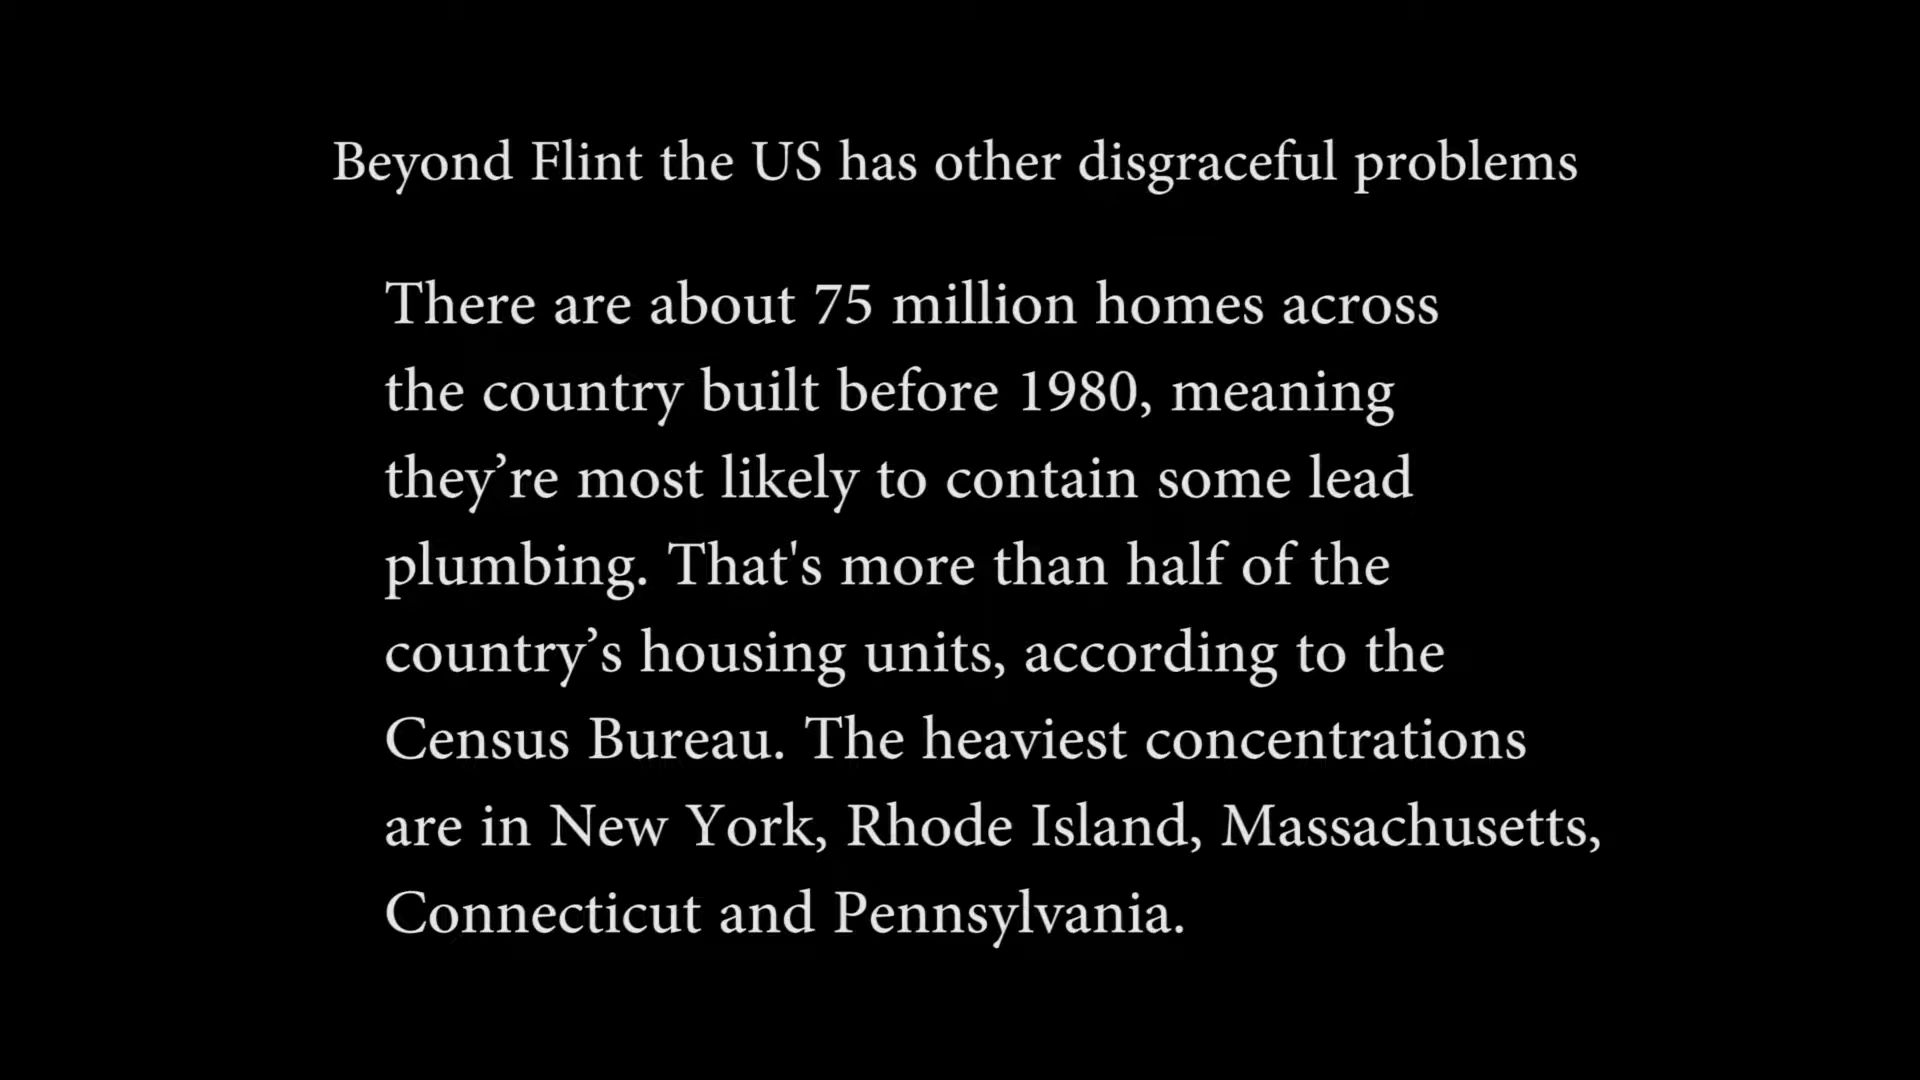 Beyond Flint the US has other disgraceful problems
There are about 75 million homes across
the country built before 1980, meaning
they’re most likely to contain some lead
plumbing. That's more than half of the
country’s housing units, according to the
Census Bureau. The heaviest concentrations
are in New York, Rhode Island, Massachusetts,
Connecticut and Pennsylvania.